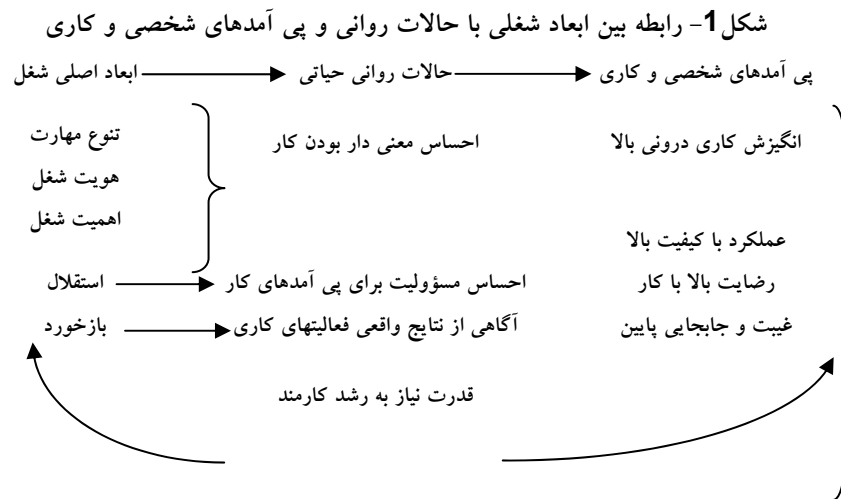 شکل1- رابطه بین ابعاد شغلی با حالات روانی و پی آمدهای شخصی و کاری
پی آمدهای شخصی و کاری حالات روانی حیاتی ابعاد اصلی شغل
انگیزش کاری درونی بالا احساس معنی دار بودن کار تنوع مهارت
هویت شغل
اهمیت شغل
عملکرد با کیفیت بالا
رضایت بالا با کار احساس مسؤولیت برای پی آمدهای کار استقلال
غیبت و جابجایی پایین آگاهی از نتایج واقعی فعالیتهای کاری بازخورد
قدرت نیاز به رشد کارمند